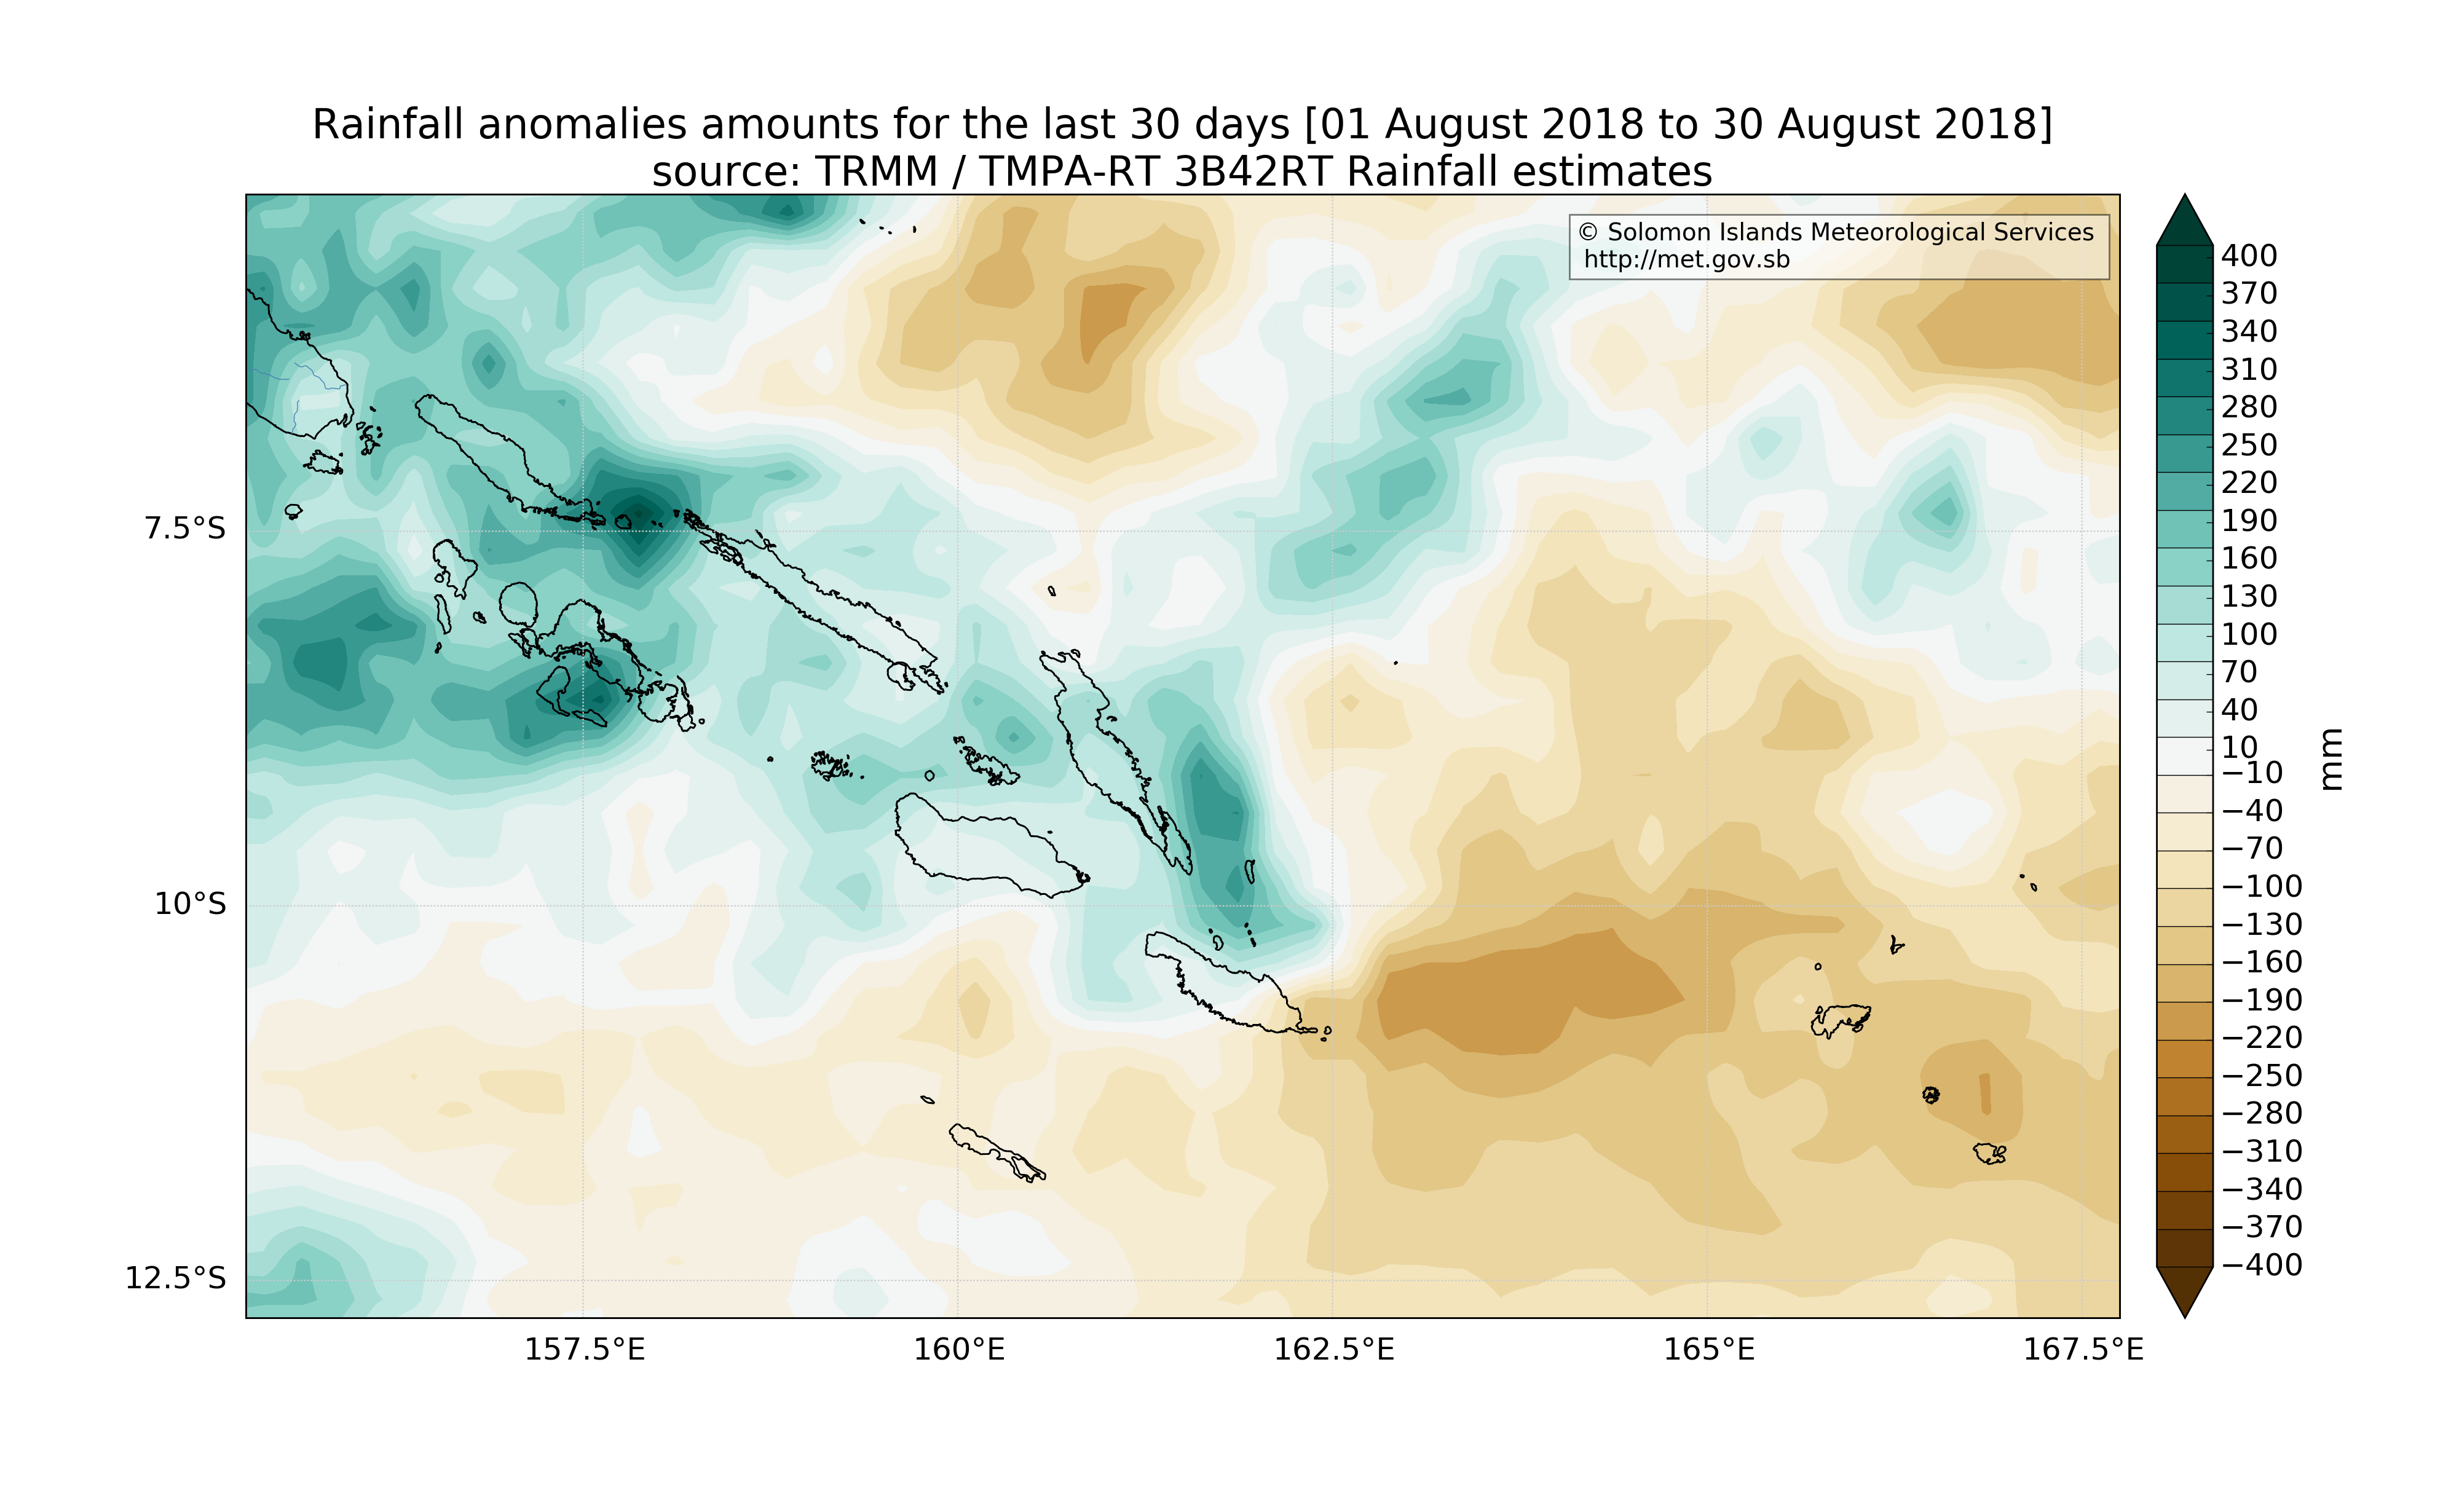 Rainfall anomalies amounts for the last 30 days [01 August 2018 to 30 August 2018]
source: TRMM / TMPA-RT 3B42RT Rainfall estimates
© Solomon Islands Meteorological Services
http://met.gov.sb
7.5°S
10°S
12.5°S
157.5°E
160°E
162.5°E
165°E
167.5°E
400
370
340
310
280
250
220
190
160
130
100
70
40
10
−10
−40
−70
−100
−130
−160
−190
−220
−250
−280
−310
−340
−370
−400
mm